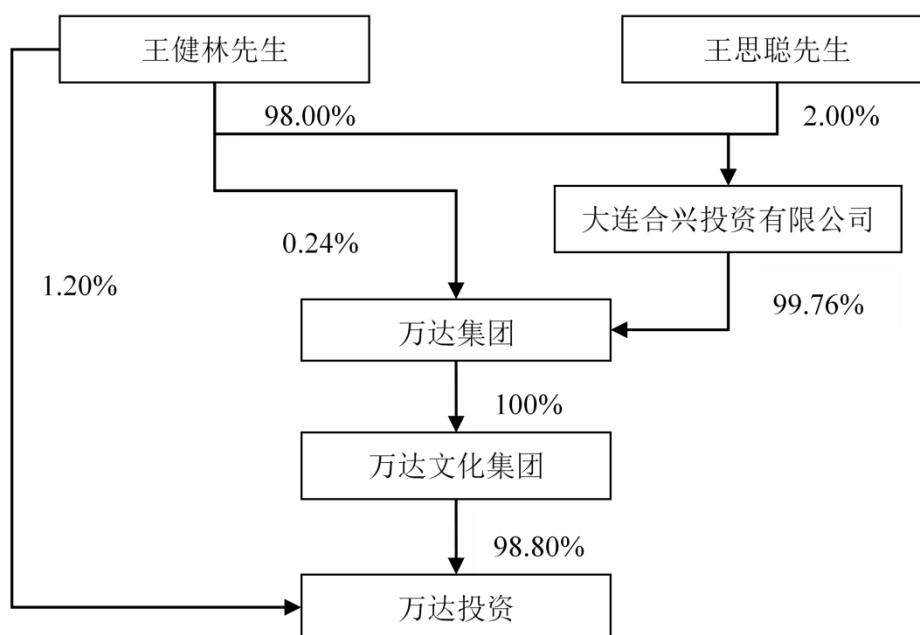 王健林先生
王思聪先生
98.00%
2.00%
大连合兴投资有限公司
0.24%
1.20%
99.76%
万达集团
100%
万达文化集团
98.80%
万达投资